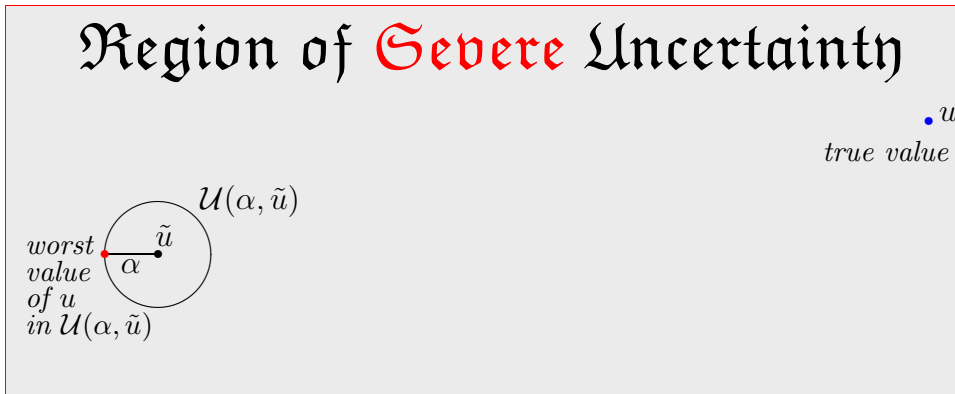 Region of Severe Uncertainty
u
true value
𝒰(α, ũ)
ũ
α
worst
value
of u
in 𝒰(α, ũ)